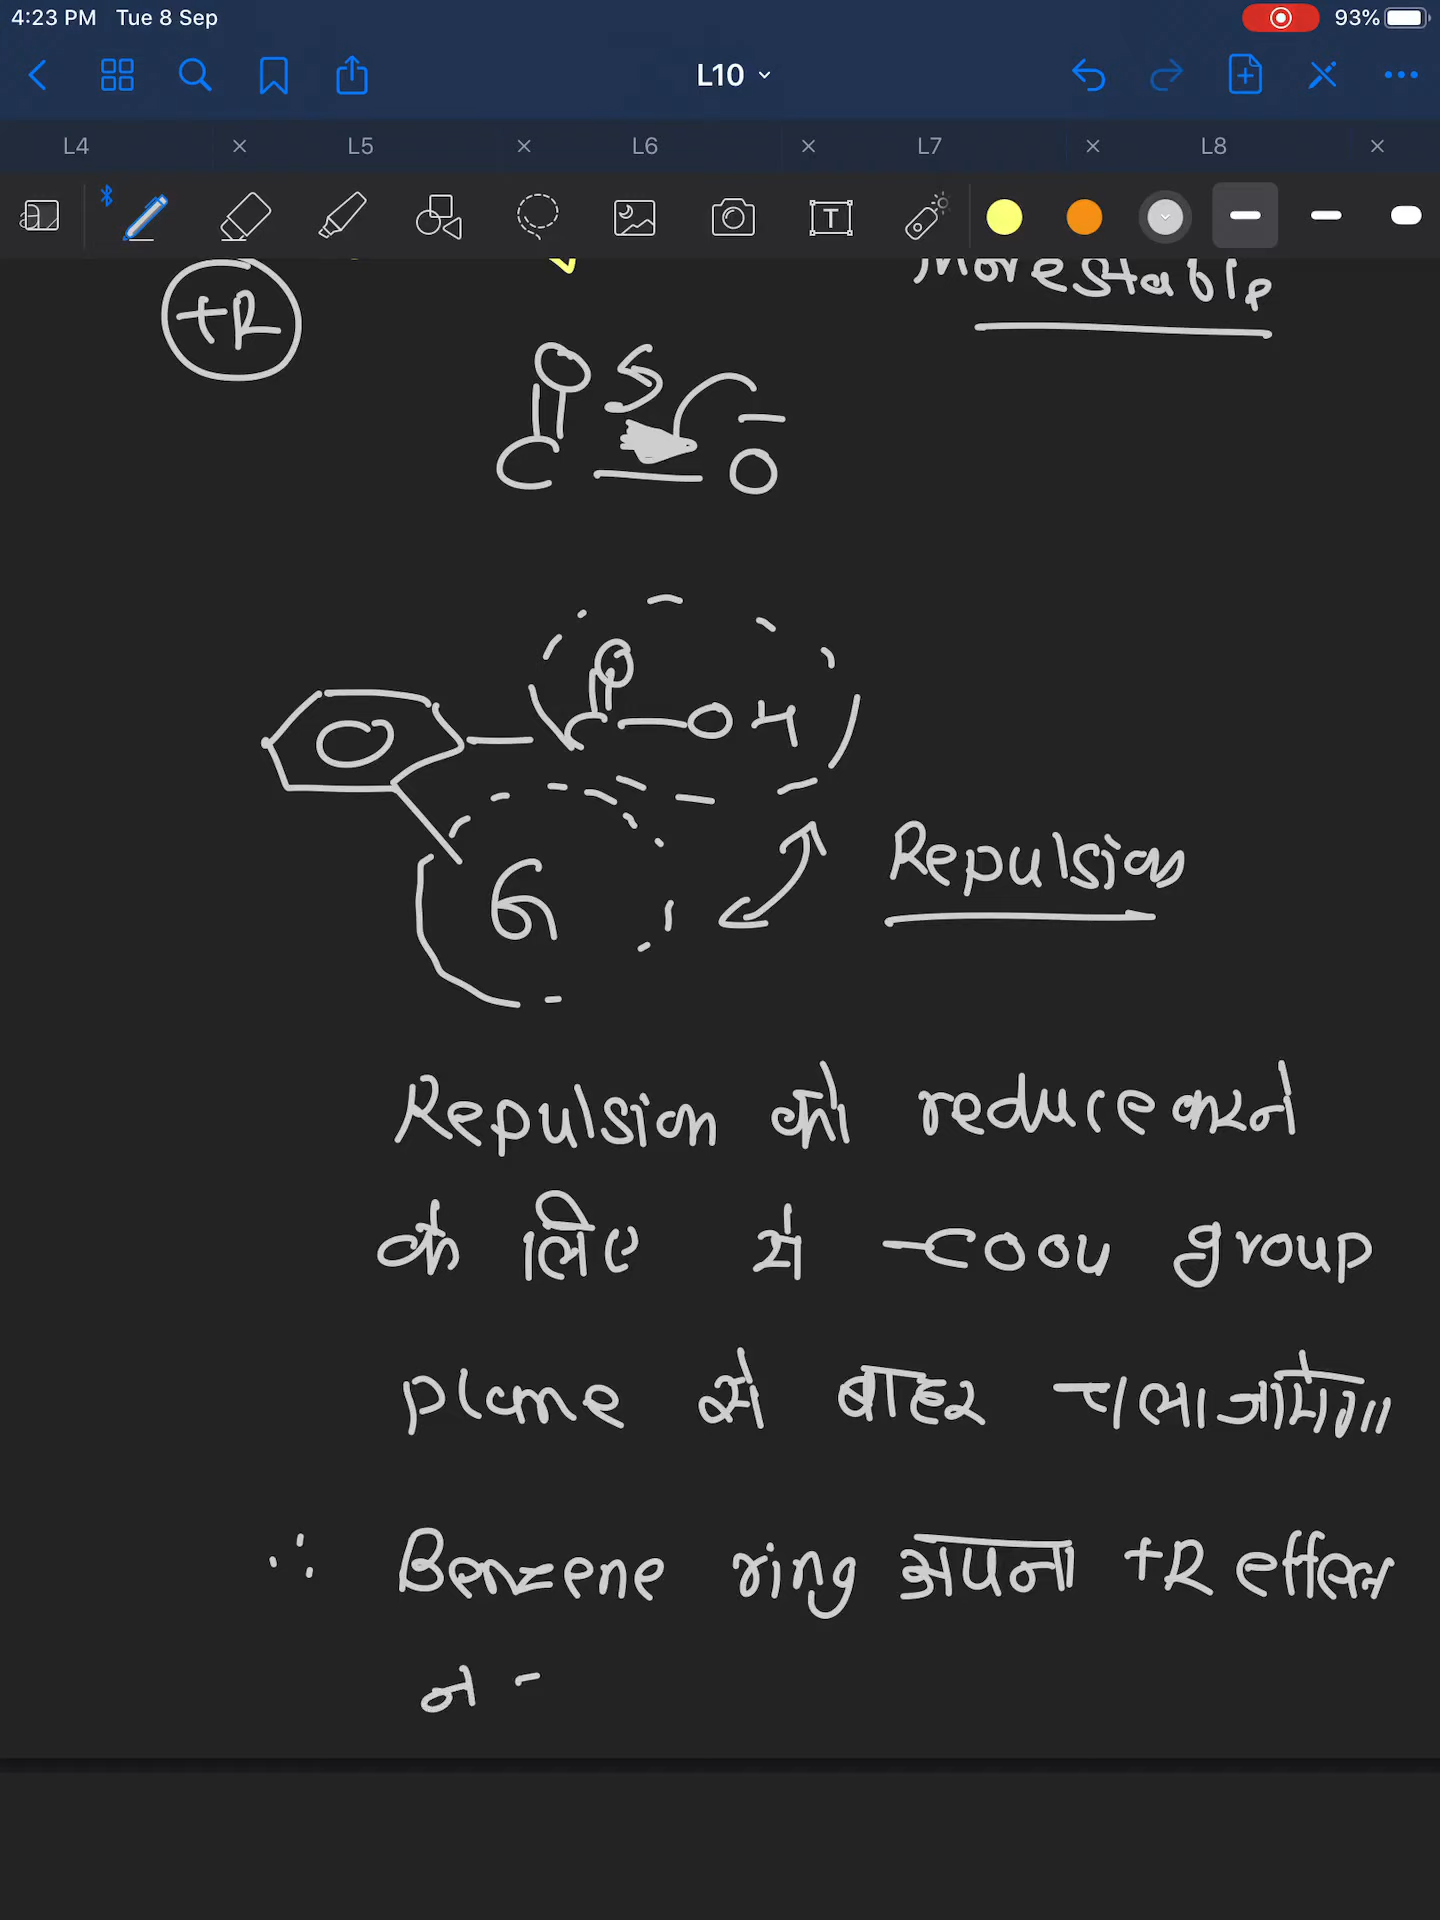 4:23 PM Tue 8 Sep 93%
L10
L4 L5 L6 L7 L8
T
+R
More stable
O
C — O
O
C — OH
G
Repulsion
Repulsion को reduce करने
के लिए ये -COOH group
plane से बाहर चला जायेगा
∴ Benzene ring अपना +R effect
न -